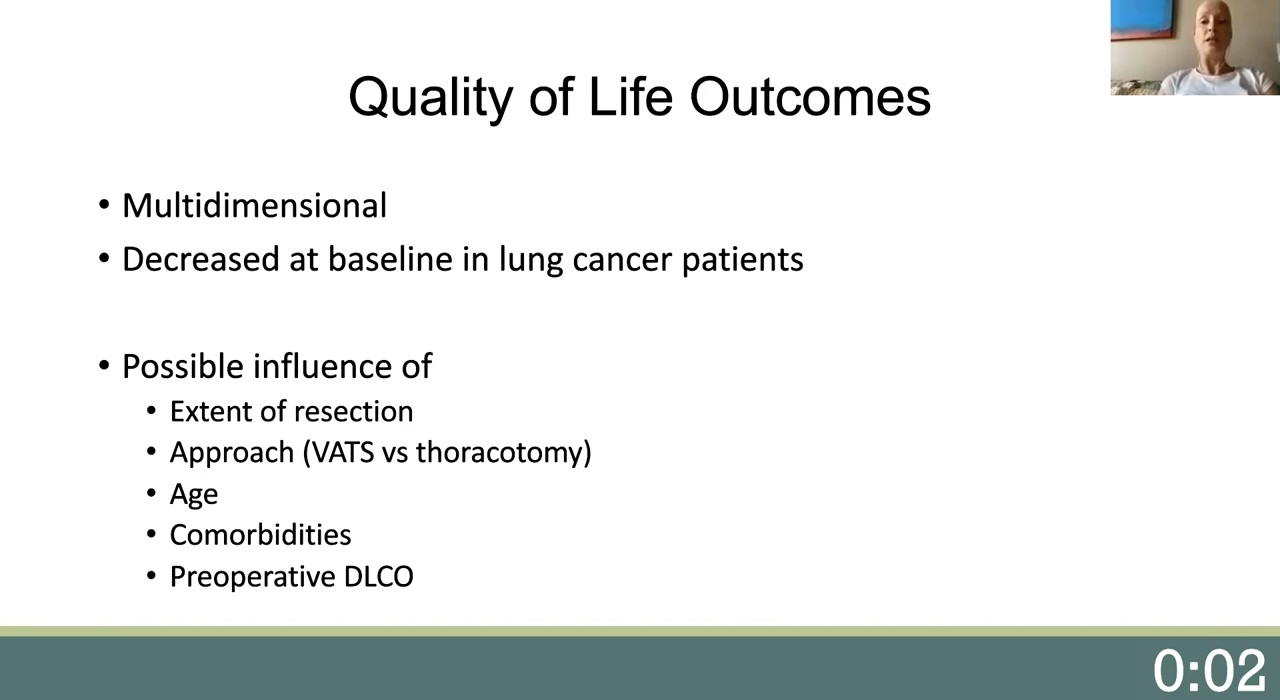 Quality of Life Outcomes
• Multidimensional
• Decreased at baseline in lung cancer patients
• Possible influence of
• Extent of resection
• Approach (VATS vs thoracotomy)
• Age
• Comorbidities
• Preoperative DLCO
0:02